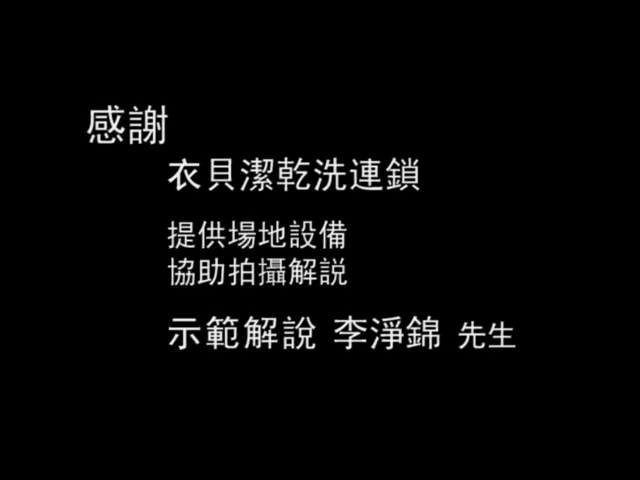 感謝
衣貝潔乾洗連鎖
提供場地設備
協助拍攝解説
示範解說 李淨錦 先生